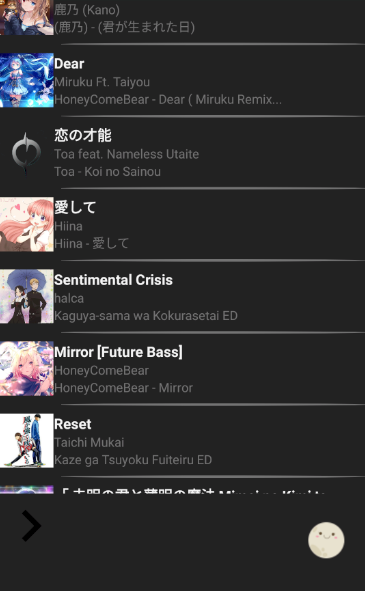 鹿乃 (Kano)
(鹿乃) - (君が生まれた日)
Dear
Miruku Ft. Taiyou
HoneyComeBear - Dear ( Miruku Remix...
恋の才能
Toa feat. Nameless Utaite
Toa - Koi no Sainou
愛して
Hiina
Hiina - 愛して
Sentimental Crisis
halca
Kaguya-sama wa Kokurasetai ED
Mirror [Future Bass]
HoneyComeBear
HoneyComeBear - Mirror
Reset
Taichi Mukai
Kaze ga Tsuyoku Fuiteiru ED